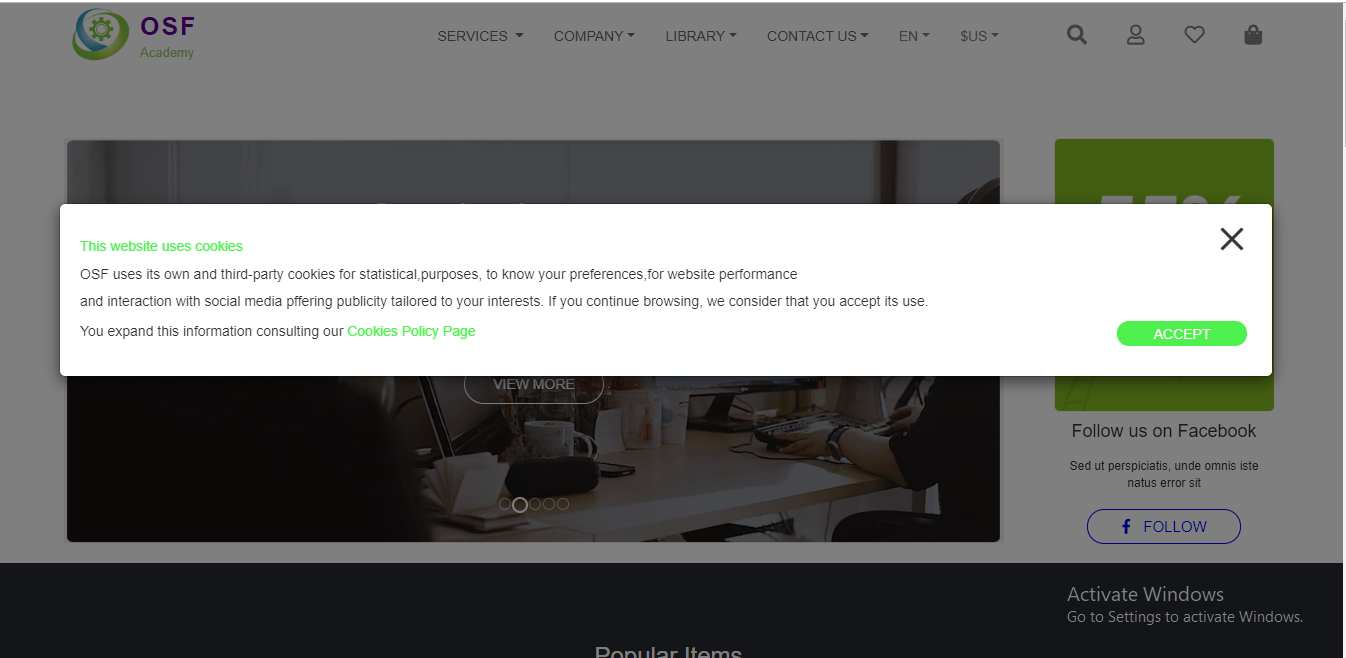 OSF
Academy
SERVICES
COMPANY
LIBRARY
CONTACT US
EN
$US
This website uses cookies
OSF uses its own and third-party cookies for statistical,purposes, to know your preferences,for website performance
and interaction with social media pffering publicity tailored to your interests. If you continue browsing, we consider that you accept its use.
You expand this information consulting our Cookies Policy Page
ACCEPT
VIEW MORE
Follow us on Facebook
Sed ut perspiciatis, unde omnis iste
natus error sit
FOLLOW
Activate Windows
Go to Settings to activate Windows.
Popular Items